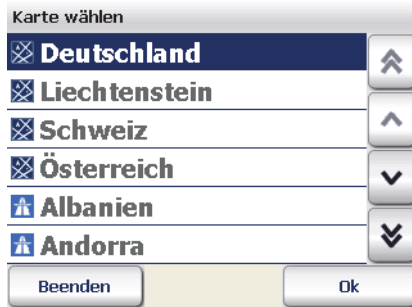 Karte wählen
Deutschland
Liechtenstein
Schweiz
Österreich
Albanien
Andorra
Beenden
Ok